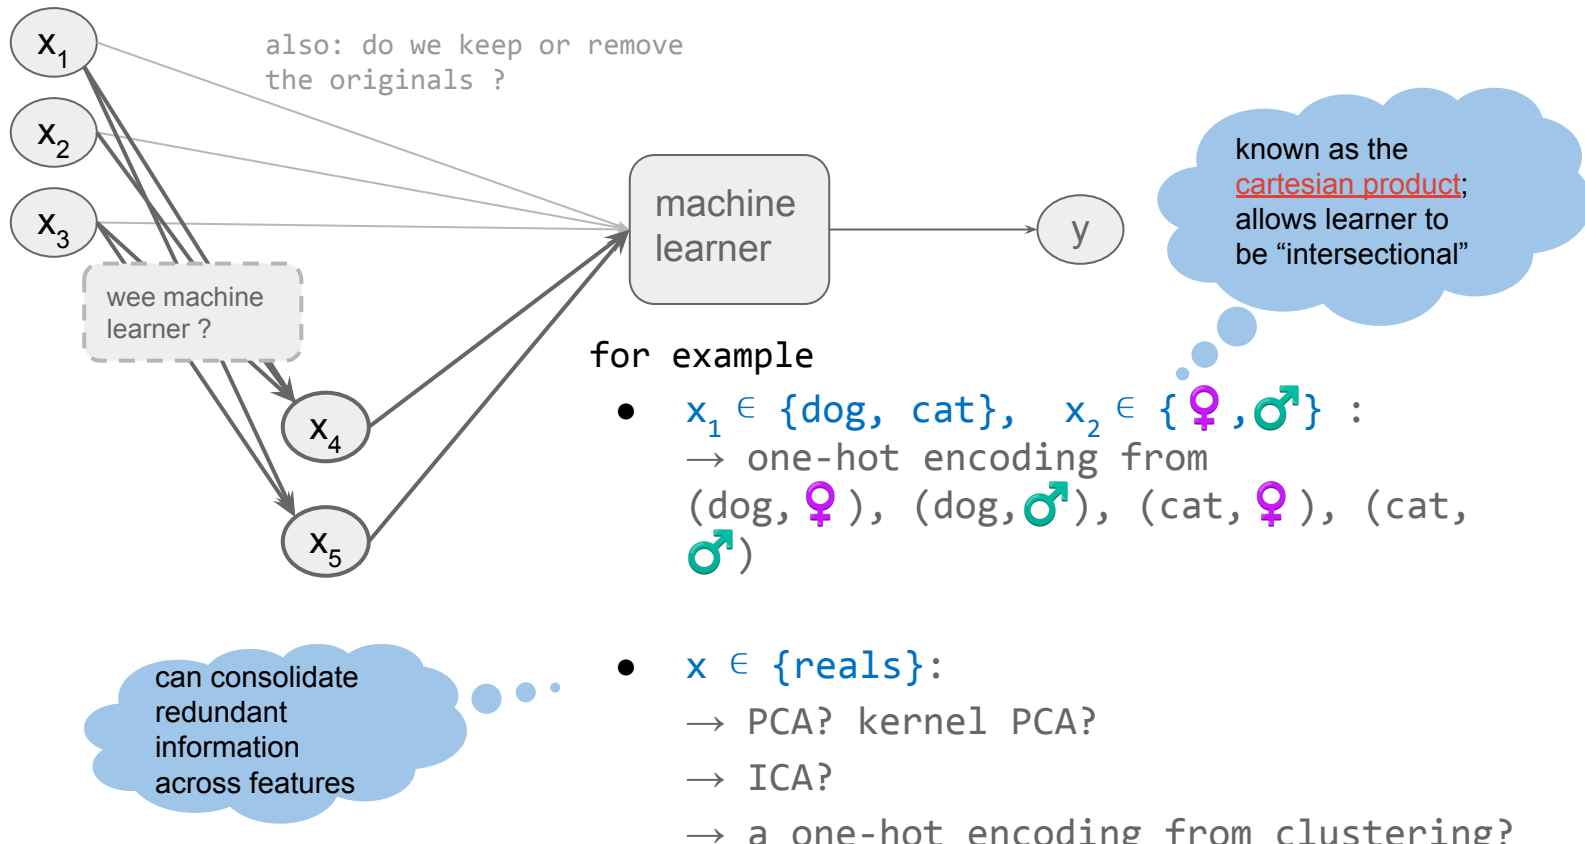 x1
also: do we keep or remove
the originals ?
x2
x3
machine
learner
y
known as the
cartesian product;
allows learner to
be “intersectional”
wee machine
learner ?
x4
x5
for example
● x1 ∈ {dog, cat}, x2 ∈ {♀,♂} :
→ one-hot encoding from
(dog,♀), (dog,♂), (cat,♀), (cat,
♂)
can consolidate
redundant
information
across features
● x ∈ {reals}:
→ PCA? kernel PCA?
→ ICA?
→ a one-hot encoding from clustering?